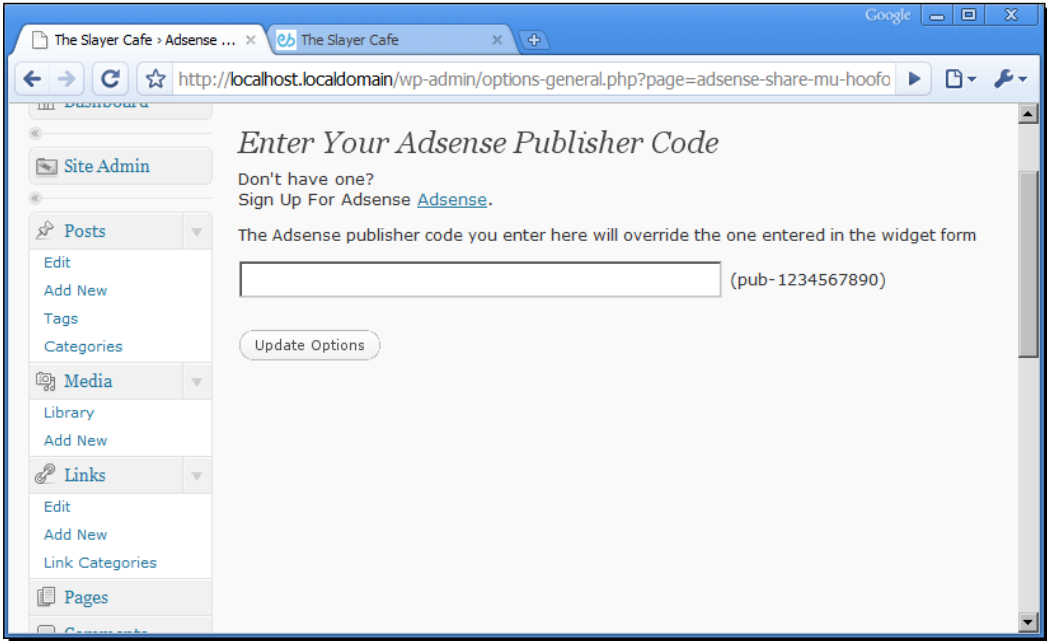 Google
The Slayer Cafe › Adsense ...
The Slayer Cafe
http://localhost.localdomain/wp-admin/options-general.php?page=adsense-share-mu-hoofo
Dashboard
Site Admin
Posts
Edit
Add New
Tags
Categories
Media
Library
Add New
Links
Edit
Add New
Link Categories
Pages
Comments
Enter Your Adsense Publisher Code
Don't have one?
Sign Up For Adsense Adsense.
The Adsense publisher code you enter here will override the one entered in the widget form
(pub-1234567890)
Update Options